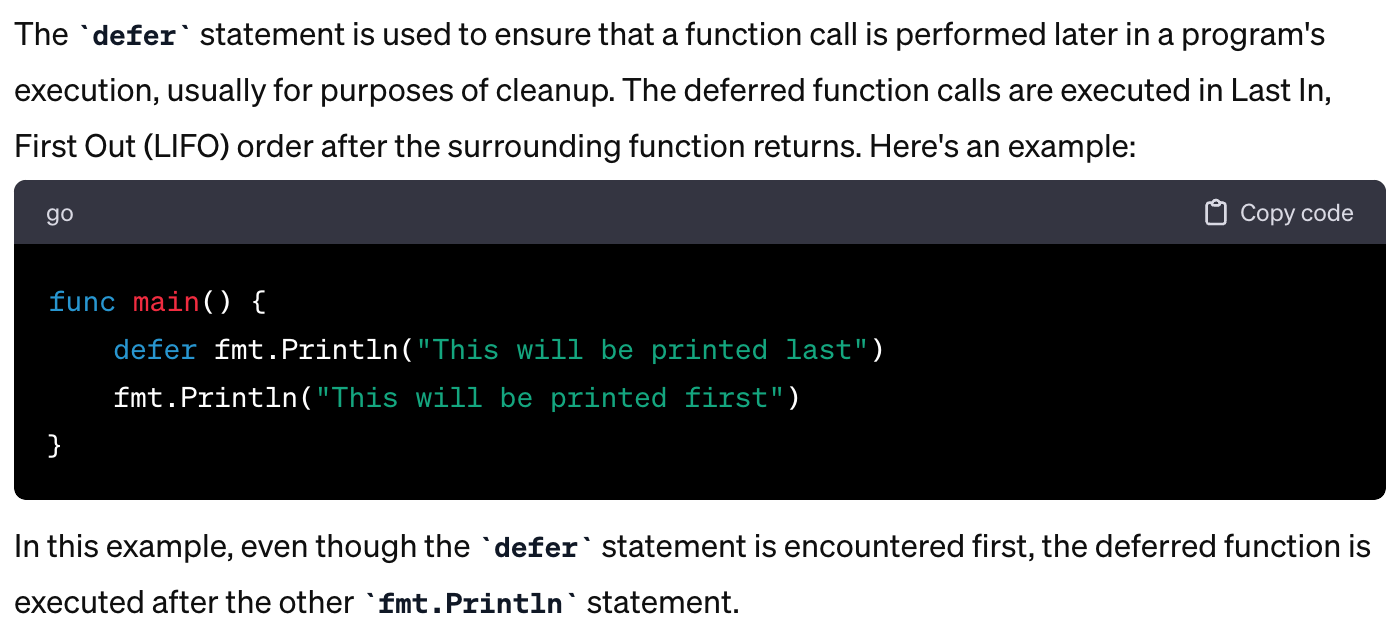 The `defer` statement is used to ensure that a function call is performed later in a program's
execution, usually for purposes of cleanup. The deferred function calls are executed in Last In,
First Out (LIFO) order after the surrounding function returns. Here's an example:
go Copy code
func main() {
    defer fmt.Println("This will be printed last")
    fmt.Println("This will be printed first")
}
In this example, even though the `defer` statement is encountered first, the deferred function is
executed after the other `fmt.Println` statement.